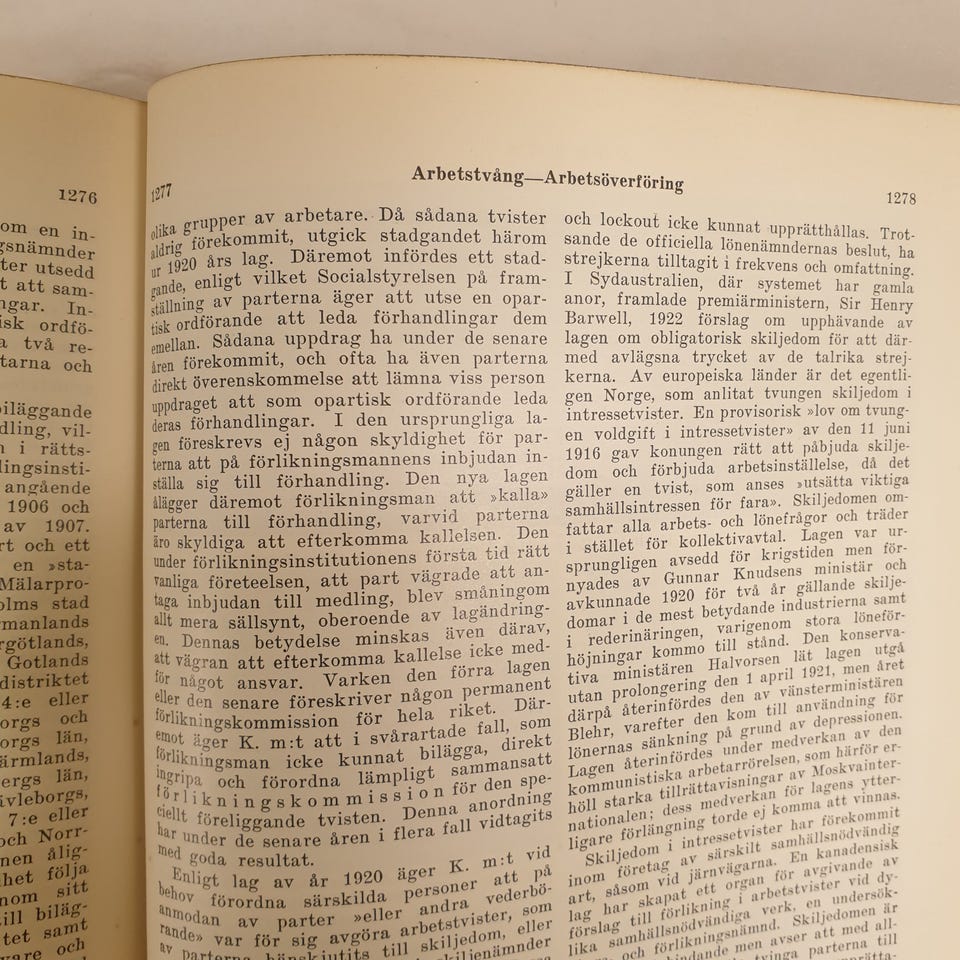 1276
om en in-
gsnämnder
ter utsedd
t att sam-
ngar. In-
isk ordfö-
a två re-
tarna och
biläggande
dling, vil-
n i rätts-
lingsinsti-
angående
1906 och
av 1907.
rt och ett
en »sta-
Mälarpro-
olms stad
rmanlands
rgötlands,
Gotlands
distriktet
4:e eller
orgs och
orgs län,
ärmlands,
bergs län,
ävleborgs,
7:e eller
och Norr-
nen ålig-
het följa
nom sitt
till biläg-
tet samt
vare och
Arbetstvång—Arbetsöverföring
1277
olika grupper av arbetare. Då sådana tvister
aldrig förekommit, utgick stadgandet härom
ur 1920 års lag. Däremot infördes ett stad-
gande, enligt vilket Socialstyrelsen på fram-
ställning av parterna äger att utse en opar-
tisk ordförande att leda förhandlingar dem
emellan. Sådana uppdrag ha under de senare
åren förekommit, och ofta ha även parterna
direkt överenskommelse att lämna viss person
uppdraget att som opartisk ordförande leda
deras förhandlingar. I den ursprungliga la-
gen föreskrevs ej någon skyldighet för par-
terna att på förlikningsmannens inbjudan in-
ställa sig till förhandling. Den nya lagen
ålägger däremot förlikningsman att »kalla»
parterna till förhandling, varvid parterna
äro skyldiga att efterkomma kallelsen. Den
under förlikningsinstitutionens första tid rätt
vanliga företeelsen, att part vägrade att an-
taga inbjudan till medling, blev småningom
allt mera sällsynt, oberoende av lagändring-
en. Dennas betydelse minskas även därav,
att vägran att efterkomma kallelse icke med-
för något ansvar. Varken den förra lagen
eller den senare föreskriver någon permanent
förlikningskommission för hela riket. Där-
emot äger K. m:t att i svårartade fall, som
förlikningsman icke kunnat bilägga, direkt
ingripa och förordna lämpligt sammansatt
förlikningskommission för den spe-
ciellt föreliggande tvisten. Denna anordning
har under de senare åren i flera fall vidtagits
med goda resultat.
Enligt lag av år 1920 äger K. m:t vid
behov förordna särskilda personer att på
anmodan av parter »eller andra vederbö-
rande» var för sig avgöra arbetstvister, som
av parterna hänskjutits till skiljedom, eller
skiljenämnder
1278
och lockout icke kunnat upprätthållas. Trot-
sande de officiella lönenämndernas beslut, ha
strejkerna tilltagit i frekvens och omfattning.
I Sydaustralien, där systemet har gamla
anor, framlade premiärministern, Sir Henry
Barwell, 1922 förslag om upphävande av
lagen om obligatorisk skiljedom för att där-
med avlägsna trycket av de talrika strej-
kerna. Av europeiska länder är det egentli-
gen Norge, som anlitat tvungen skiljedom i
intressetvister. En provisorisk »lov om tvung-
en voldgift i intressetvister» av den 11 juni
1916 gav konungen rätt att påbjuda skilje-
dom och förbjuda arbetsinställelse, då det
gäller en tvist, som anses »utsätta viktiga
samhällsintressen för fara». Skiljedomen om-
fattar alla arbets- och lönefrågor och träder
i stället för kollektivavtal. Lagen var ur-
sprungligen avsedd för krigstiden men för-
nyades av Gunnar Knudsens ministär och
avkunnade 1920 för två år gällande skilje-
domar i de mest betydande industrierna samt
i rederinäringen, varigenom stora löneför-
höjningar kommo till stånd. Den konserva-
tiva ministären Halvorsen lät lagen utgå
utan prolongering den 1 april 1921, men året
därpå återinfördes den av vänsterministären
Blehr, varefter den kom till användning för
lönernas sänkning på grund av depressionen.
Lagen återinfördes under medverkan av den
kommunistiska arbetarrörelsen, som härför er-
höll starka tillrättavisningar av Moskvainter-
nationalen; dess medverkan för lagens ytter-
ligare förlängning torde ej komma att vinnas.
Skiljedom i intressetvister har förekommit
inom företag av särskilt samhällsnödvändig
art, såsom vid järnvägarna. En kanadensisk
lag har skapat ett organ för avgivande av
förslag till förlikning i arbetstvister vid dy-
lika samhällsnödvändiga verk, en undersök-
och förlikningsnämnd. Skiljedomen är
bindande men avser att med all-
tvinga parterna till